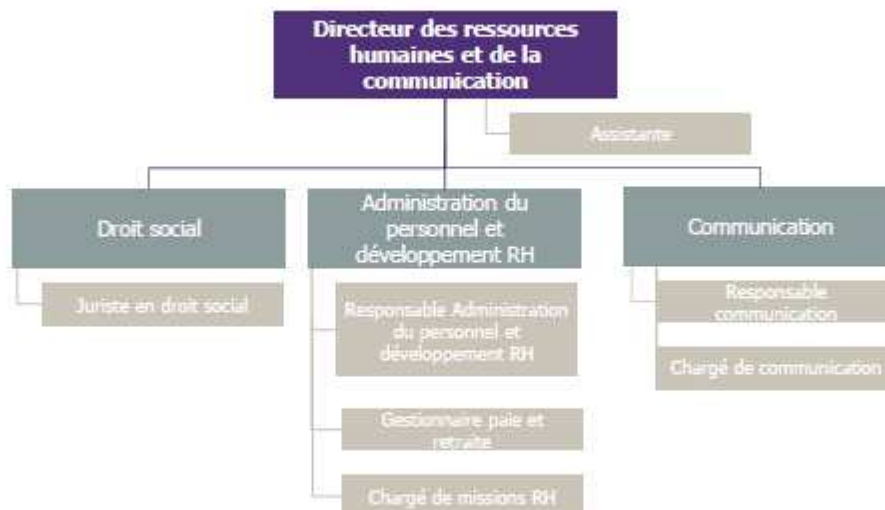 Directeur des ressources
humaines et de la
communication
Assistante
Droit social
Administration du
personnel et
développement RH
Communication
Juriste en droit social
Responsable Administration
du personnel et
développement RH
Gestionnaire paie et
retraite
Chargé de missions RH
Responsable
communication
Chargé de communication